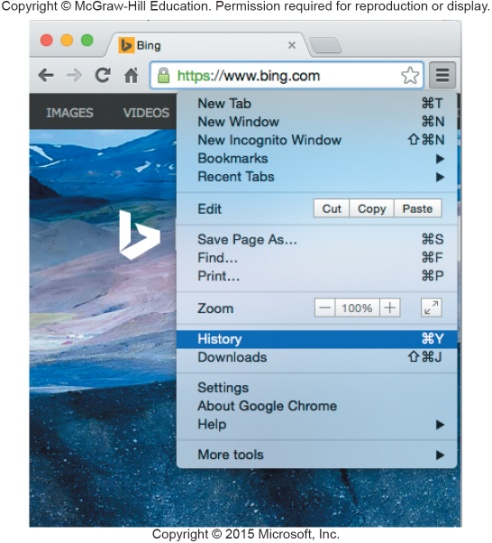 Copyright © McGraw-Hill Education. Permission required for reproduction or display.
Bing ×
https://www.bing.com
IMAGES VIDEOS
New Tab ⌘T
New Window ⌘N
New Incognito Window ⇧⌘N
Bookmarks ▶
Recent Tabs ▶
Edit Cut Copy Paste
Save Page As... ⌘S
Find... ⌘F
Print... ⌘P
Zoom − 100% +
History ⌘Y
Downloads ⇧⌘J
Settings
About Google Chrome
Help ▶
More tools ▶
Copyright © 2015 Microsoft, Inc.